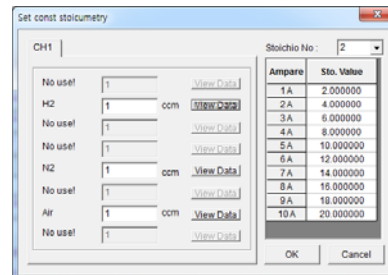 Set const stoicumetry
CH1
Stoichio No : 2
No use! 1 View Data
H2 1 ccm View Data
No use! 1 View Data
No use! 1 View Data
N2 1 ccm View Data
No use! 1 View Data
Air 1 ccm View Data
No use! 1 View Data
Ampare Sto. Value
1 A 2.000000
2 A 4.000000
3 A 6.000000
4 A 8.000000
5 A 10.000000
6 A 12.000000
7 A 14.000000
8 A 16.000000
9 A 18.000000
10 A 20.000000
OK Cancel